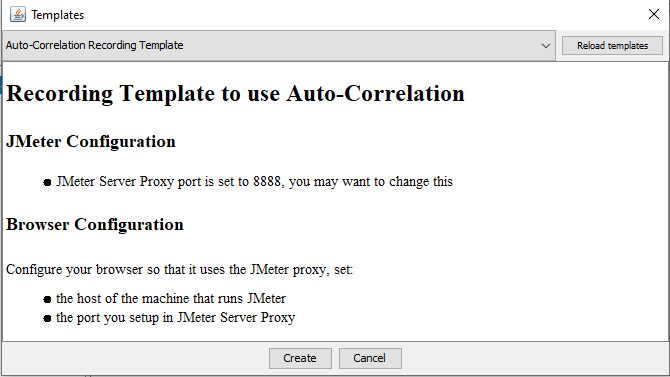 Templates
Auto-Correlation Recording Template
Reload templates
Recording Template to use Auto-Correlation
JMeter Configuration
JMeter Server Proxy port is set to 8888, you may want to change this
Browser Configuration
Configure your browser so that it uses the JMeter proxy, set:
the host of the machine that runs JMeter
the port you setup in JMeter Server Proxy
Create
Cancel